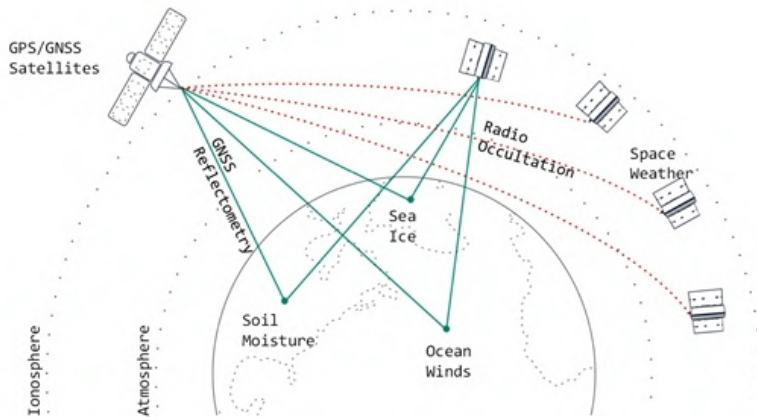 GPS/GNSS
Satellites
GNSS
Reflectometry
Radio
Occultation
Space
Weather
Sea
Ice
Soil
Moisture
Ocean
Winds
Ionosphere
Atmosphere